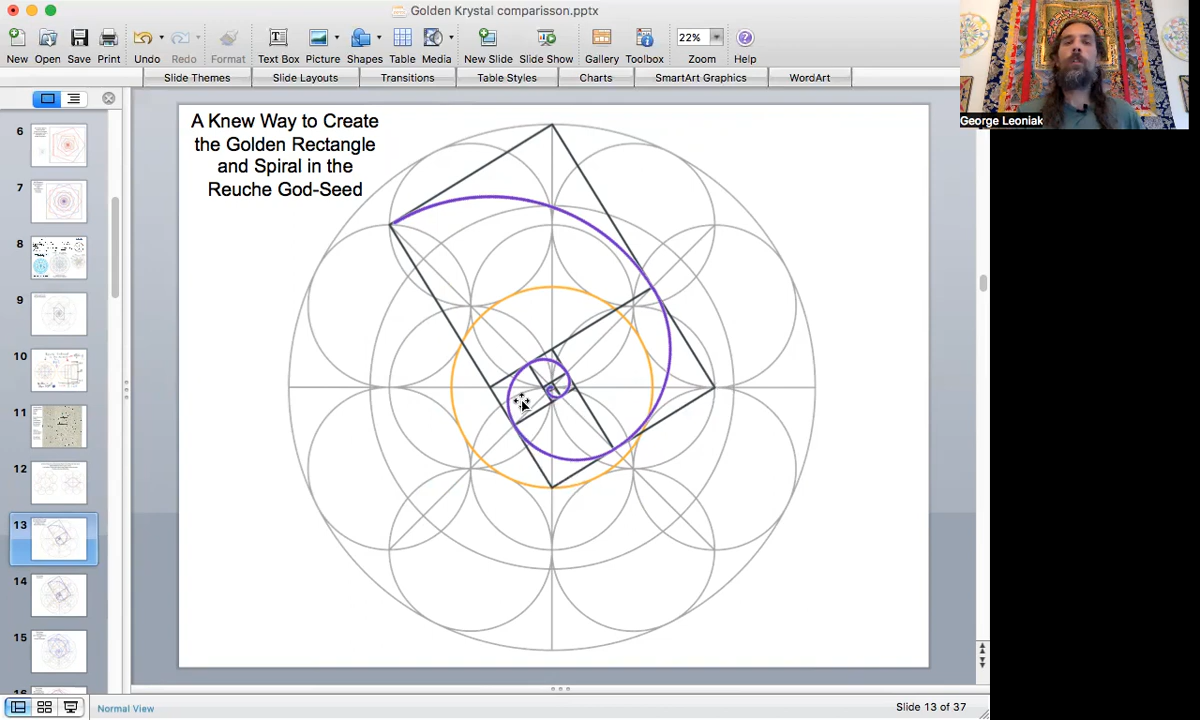 Golden Krystal comparisson.pptx
New Open Save Print Undo Redo Format Text Box Picture Shapes Table Media New Slide Slide Show Gallery Toolbox 22% Zoom Help
Slide Themes Slide Layouts Transitions Table Styles Charts SmartArt Graphics WordArt
George Leoniak
A Knew Way to Create
the Golden Rectangle
and Spiral in the
Reuche God-Seed
6
7
8
9
10
11
12
13
14
15
Normal View
Slide 13 of 37